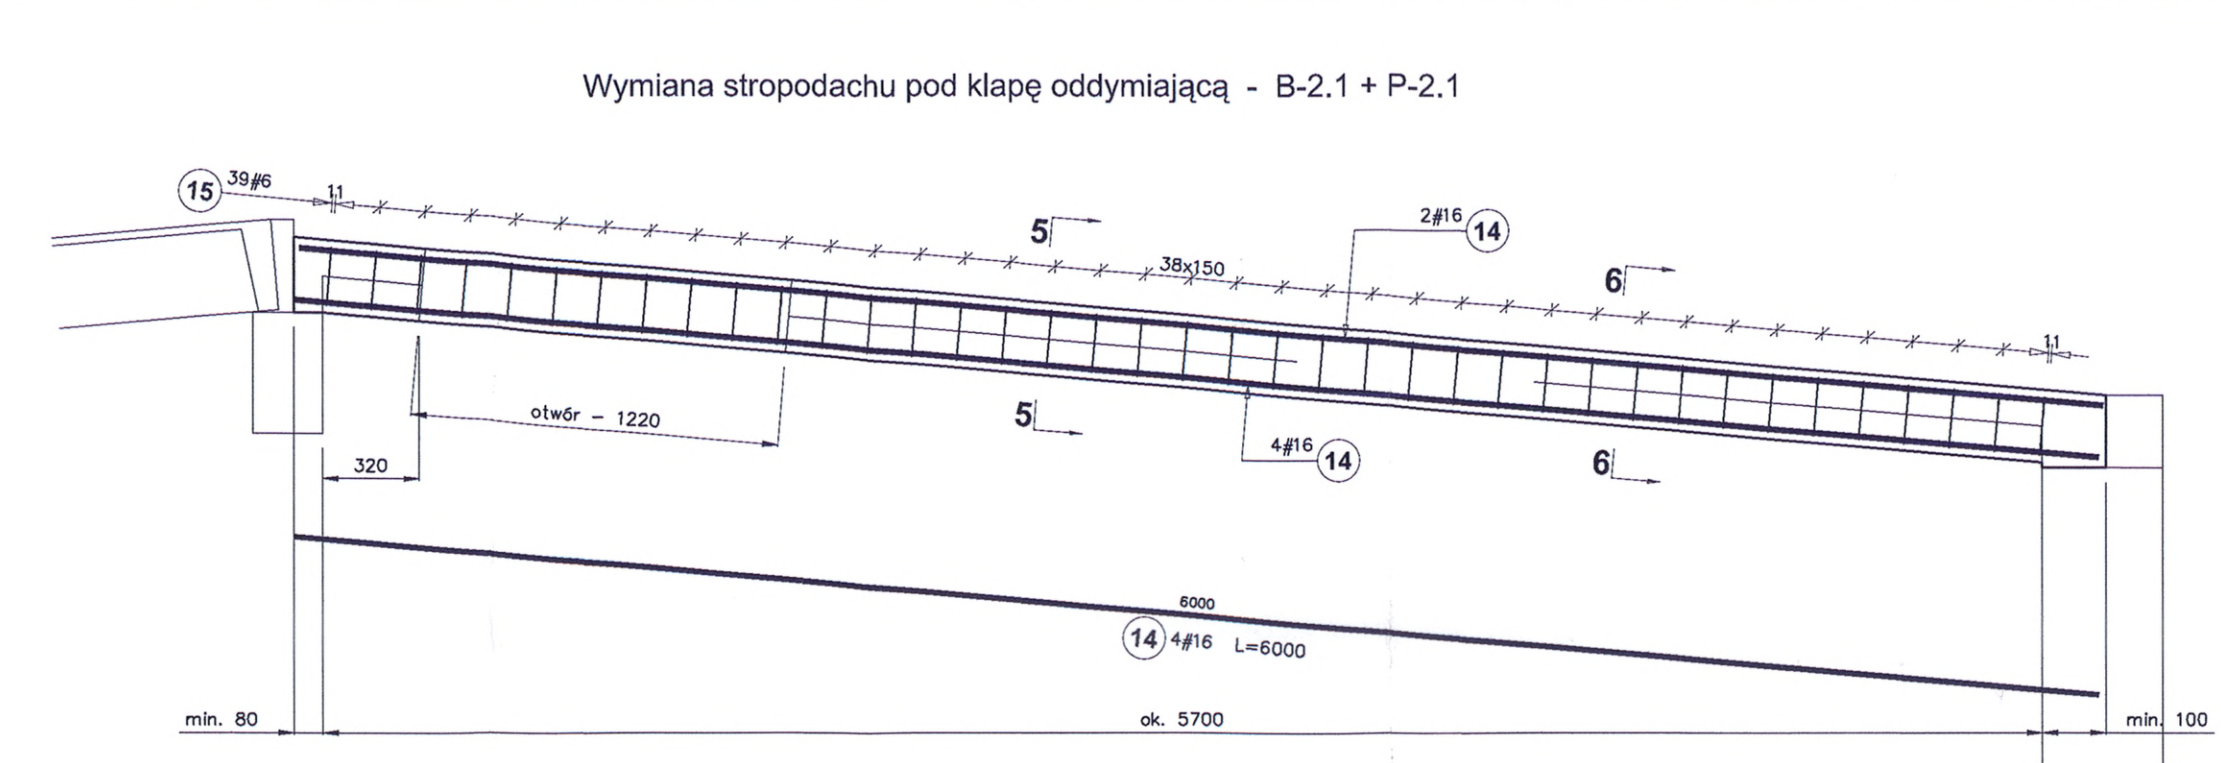 Wymiana stropodachu pod klapę oddymiającą - B-2.1 + P-2.1
15 39#6
11
5
2#16 14
38x150
6
11
otwór - 1220
5
4#16 14
6
320
6000
14 4#16 L=6000
min. 80
ok. 5700
min. 100